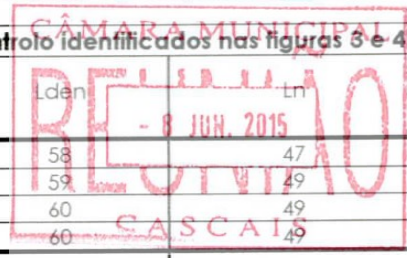 CÂMARA MUNICIPAL
ntrolo identificados nas figuras 3 e 4
REUNIÃO
Lden Ln
- 8 JUN. 2015
58 47
59 49
60 49
60 49
CASCAIS